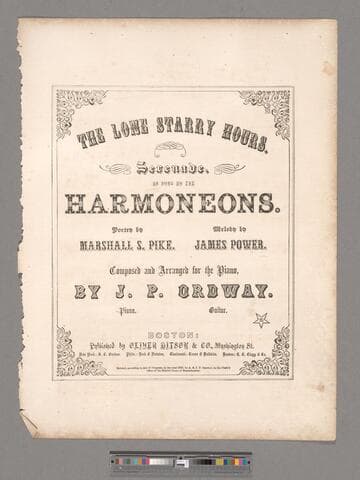 THE LONE STARRY HOURS.
Serenade,
AS SUNG BY THE
HARMONEONS.
Poetry by Melody by
MARSHALL S. PIKE. JAMES POWER.
Composed and Arranged for the Piano,
BY J. P. ORDWAY.
Piano. Guitar.
BOSTON:
Published by OLIVER DITSON & CO., Washington St.